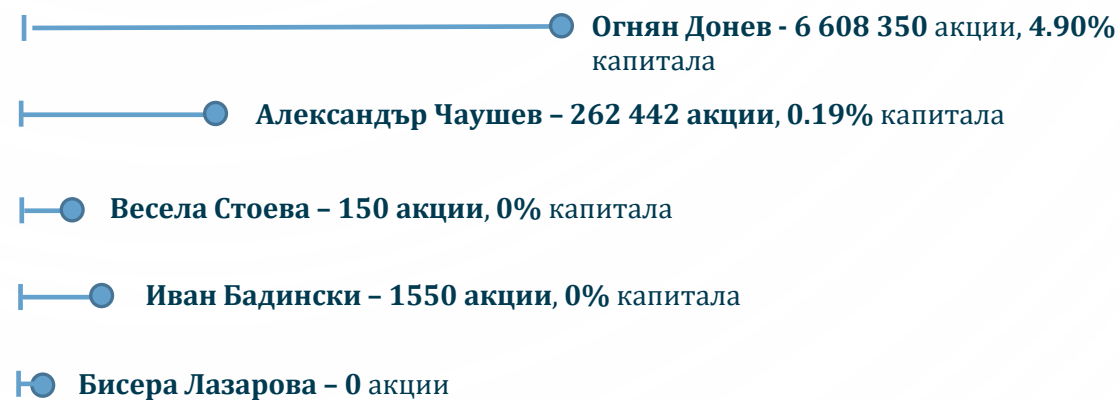 Огнян Донев - 6 608 350 акции, 4.90%
капитала
Александър Чаушев – 262 442 акции, 0.19% капитала
Весела Стоева – 150 акции, 0% капитала
Иван Бадински – 1550 акции, 0% капитала
Бисера Лазарова – 0 акции